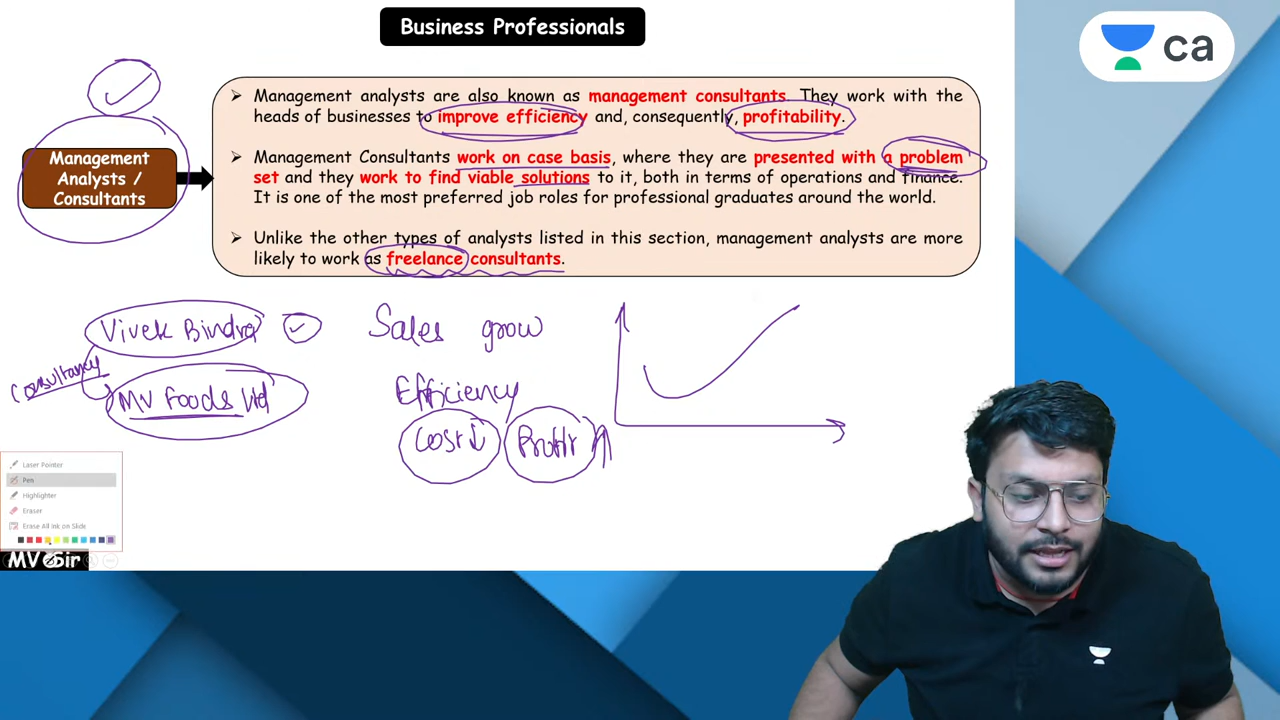 Business Professionals
ca
➢ Management analysts are also known as management consultants. They work with the
heads of businesses to improve efficiency and, consequently, profitability.
Management
Analysts /
Consultants
➢ Management Consultants work on case basis, where they are presented with a problem
set and they work to find viable solutions to it, both in terms of operations and finance.
It is one of the most preferred job roles for professional graduates around the world.
➢ Unlike the other types of analysts listed in this section, management analysts are more
likely to work as freelance consultants.
Vivek Bindra
Sales grow
Consultancy
MV Foods Ltd
Efficiency
Cost↓ Profit ↑
Laser Pointer
Pen
Highlighter
Eraser
Erase All Ink on Slide
MV Sir